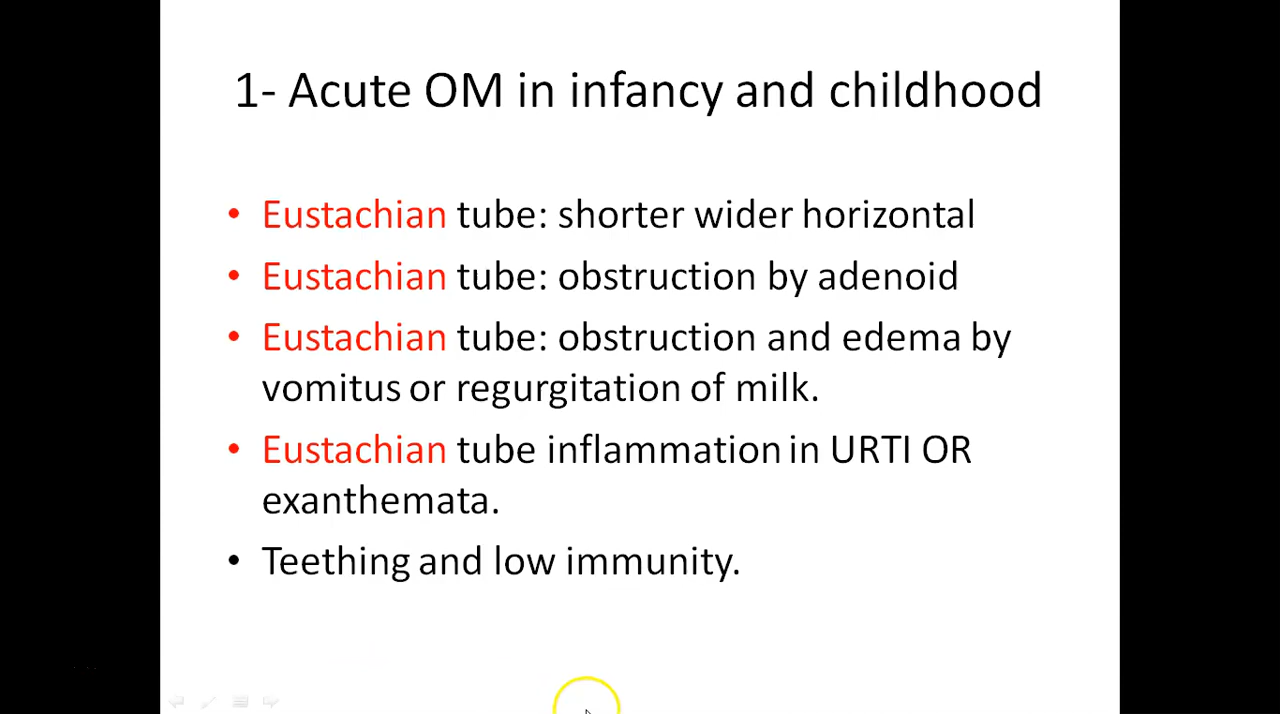 1- Acute OM in infancy and childhood
• Eustachian tube: shorter wider horizontal
• Eustachian tube: obstruction by adenoid
• Eustachian tube: obstruction and edema by
vomitus or regurgitation of milk.
• Eustachian tube inflammation in URTI OR
exanthemata.
• Teething and low immunity.